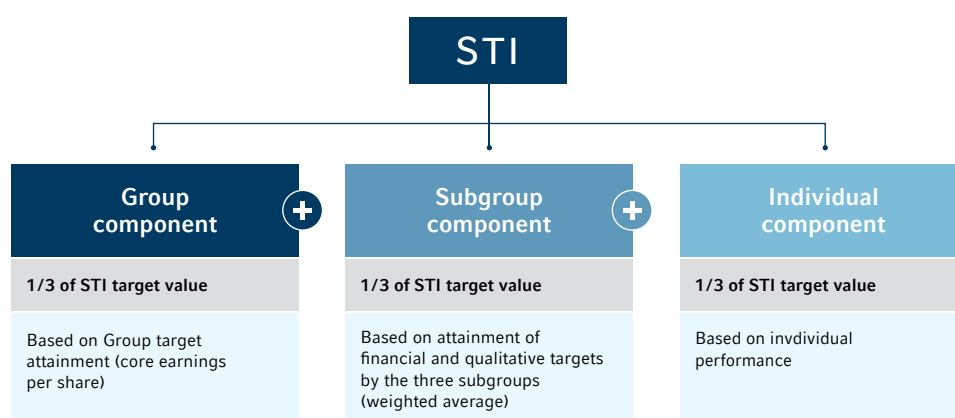 STI
Group
component
Subgroup
component
Individual
component
1/3 of STI target value
1/3 of STI target value
1/3 of STI target value
Based on Group target
attainment (core earnings
per share)
Based on attainment of
financial and qualitative targets
by the three subgroups
(weighted average)
Based on invdividual
performance